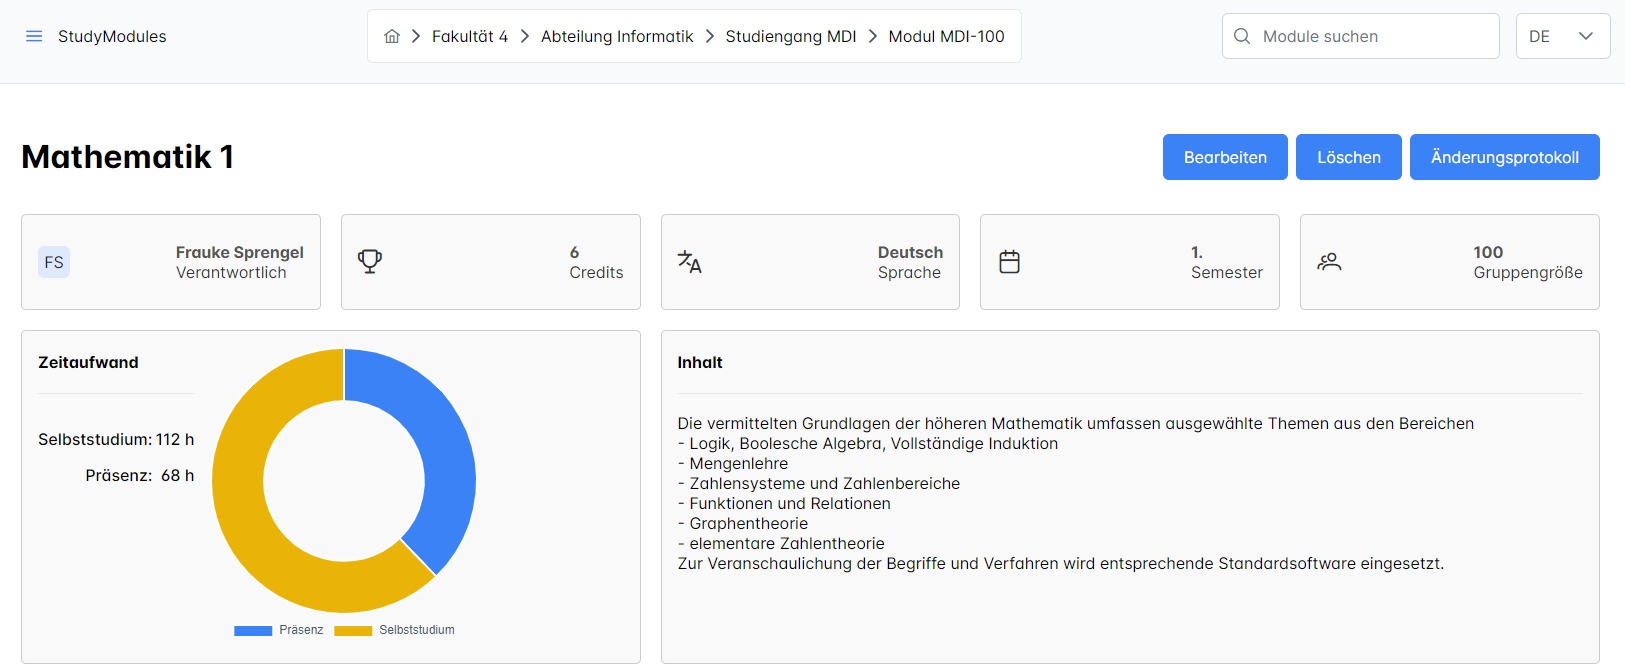 StudyModules
Fakultät 4 > Abteilung Informatik > Studiengang MDI > Modul MDI-100
Module suchen
DE
Mathematik 1
Bearbeiten
Löschen
Änderungsprotokoll
FS
Frauke Sprengel
Verantwortlich
6
Credits
Deutsch
Sprache
1.
Semester
100
Gruppengröße
Zeitaufwand
Selbststudium: 112 h
Präsenz: 68 h
Präsenz
Selbststudium
Inhalt
Die vermittelten Grundlagen der höheren Mathematik umfassen ausgewählte Themen aus den Bereichen
- Logik, Boolesche Algebra, Vollständige Induktion
- Mengenlehre
- Zahlensysteme und Zahlenbereiche
- Funktionen und Relationen
- Graphentheorie
- elementare Zahlentheorie
Zur Veranschaulichung der Begriffe und Verfahren wird entsprechende Standardsoftware eingesetzt.